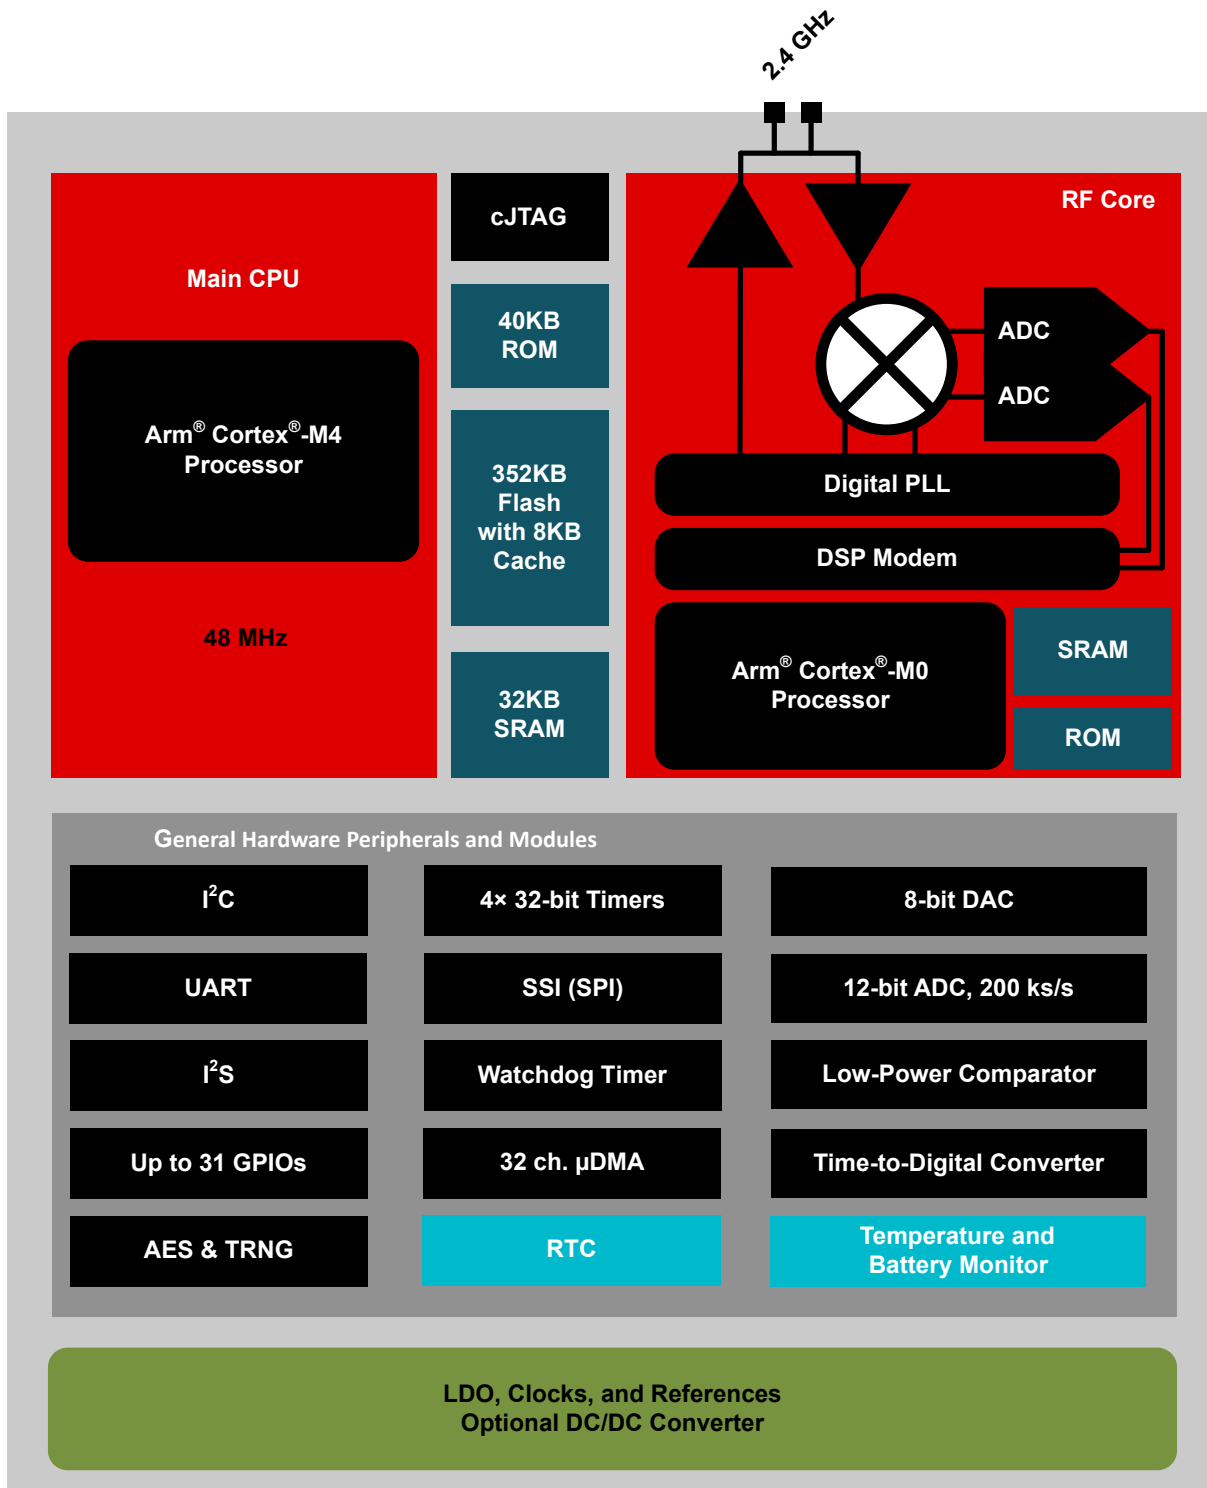 2.4 GHz
cJTAG
RF Core
Main CPU
40KB
ROM
ADC
ADC
Arm® Cortex®-M4
Processor
352KB
Flash
with 8KB
Cache
Digital PLL
DSP Modem
48 MHz
Arm® Cortex®-M0
Processor
SRAM
32KB
SRAM
ROM
General Hardware Peripherals and Modules
I²C
4× 32-bit Timers
8-bit DAC
UART
SSI (SPI)
12-bit ADC, 200 ks/s
I²S
Watchdog Timer
Low-Power Comparator
Up to 31 GPIOs
32 ch. µDMA
Time-to-Digital Converter
AES & TRNG
RTC
Temperature and
Battery Monitor
LDO, Clocks, and References
Optional DC/DC Converter